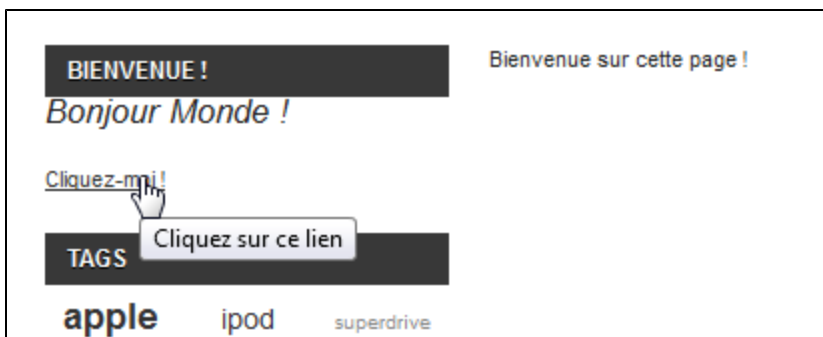 BIENVENUE !
Bonjour Monde !
Cliquez-moi !
Cliquez sur ce lien
TAGS
apple ipod superdrive
Bienvenue sur cette page !